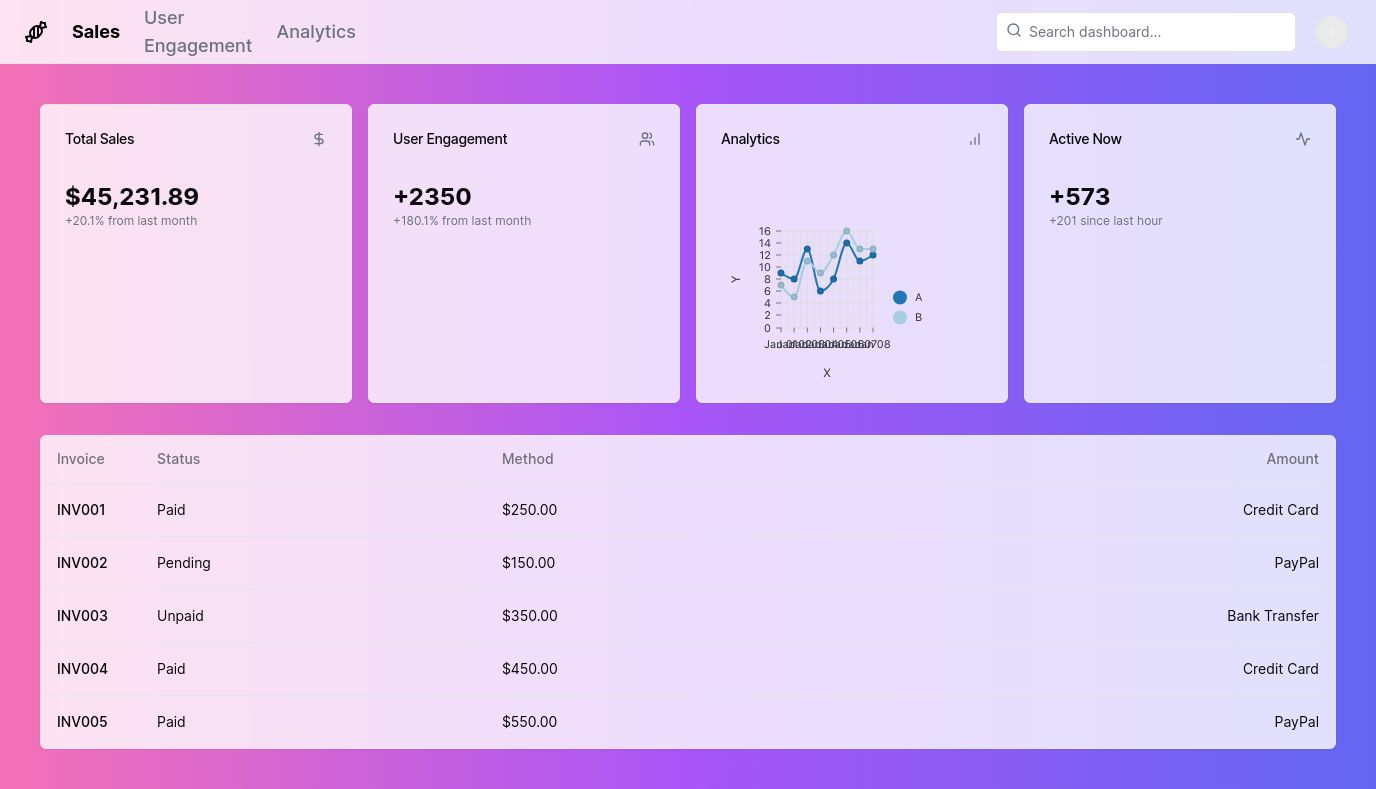 Sales
User
Engagement
Analytics
Search dashboard...
Total Sales
$45,231.89
+20.1% from last month
User Engagement
+2350
+180.1% from last month
Analytics
16
14
12
10
8
6
4
2
0
Y
X
A
B
Active Now
+573
+201 since last hour
Invoice Status Method Amount
INV001 Paid $250.00 Credit Card
INV002 Pending $150.00 PayPal
INV003 Unpaid $350.00 Bank Transfer
INV004 Paid $450.00 Credit Card
INV005 Paid $550.00 PayPal